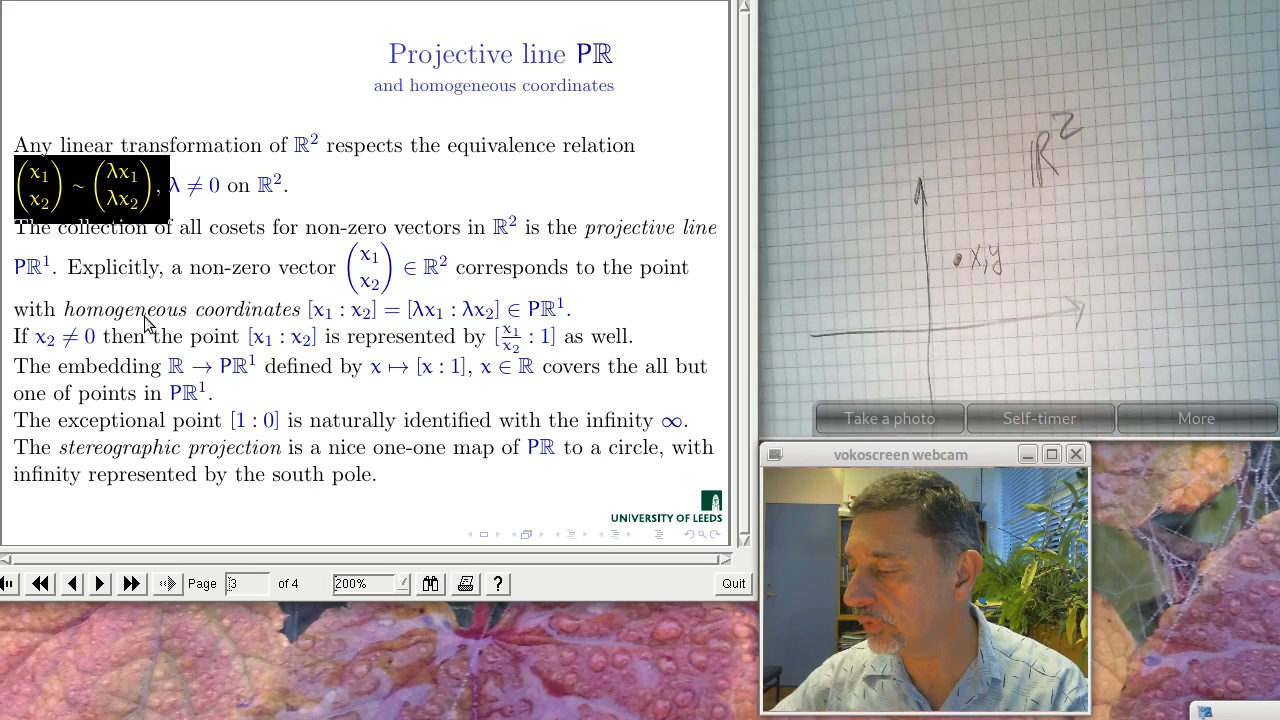 Projective line Pℝ
and homogeneous coordinates
Any linear transformation of ℝ² respects the equivalence relation
(x₁ x₂) ∼ (λx₁ λx₂), λ ≠ 0 on ℝ².
The collection of all cosets for non-zero vectors in ℝ² is the projective line
Pℝ¹. Explicitly, a non-zero vector (x₁ x₂) ∈ ℝ² corresponds to the point
with homogeneous coordinates [x₁ : x₂] = [λx₁ : λx₂] ∈ Pℝ¹.
If x₂ ≠ 0 then the point [x₁ : x₂] is represented by [x₁/x₂ : 1] as well.
The embedding ℝ → Pℝ¹ defined by x ↦ [x : 1], x ∈ ℝ covers the all but
one of points in Pℝ¹.
The exceptional point [1 : 0] is naturally identified with the infinity ∞.
The stereographic projection is a nice one-one map of Pℝ to a circle, with
infinity represented by the south pole.
UNIVERSITY OF LEEDS
Page 3 of 4 200% ? Quit
ℝ²
x,y
Take a photo Self-timer More
vokoscreen webcam